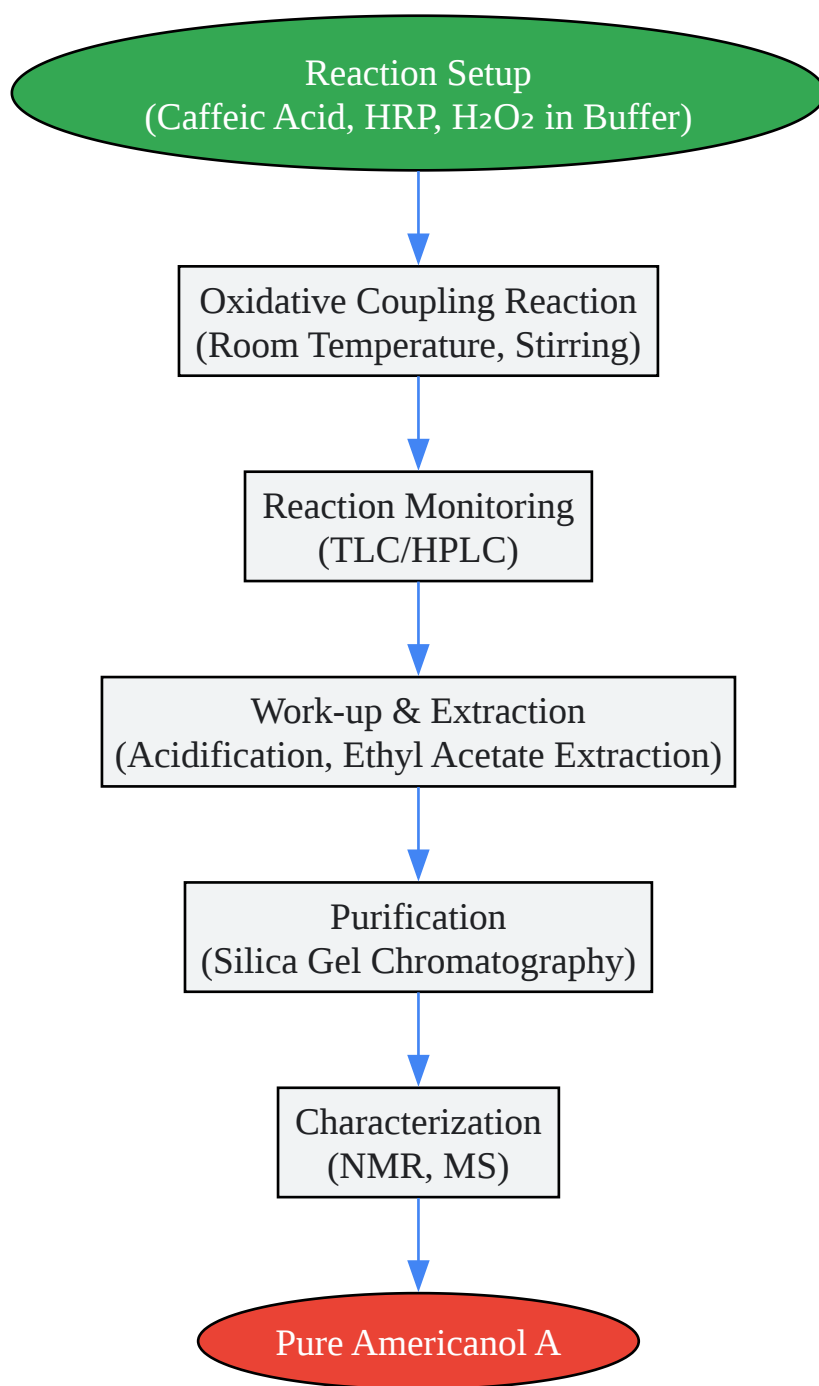 Reaction Setup
(Caffeic Acid, HRP, H₂O₂ in Buffer)
Oxidative Coupling Reaction
(Room Temperature, Stirring)
Reaction Monitoring
(TLC/HPLC)
Work-up & Extraction
(Acidification, Ethyl Acetate Extraction)
Purification
(Silica Gel Chromatography)
Characterization
(NMR, MS)
Pure Americanol A